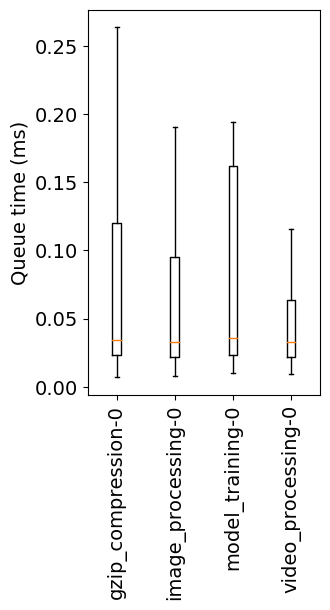 Queue time (ms)
0.25
0.20
0.15
0.10
0.05
0.00
gzip_compression-0
image_processing-0
model_training-0
video_processing-0